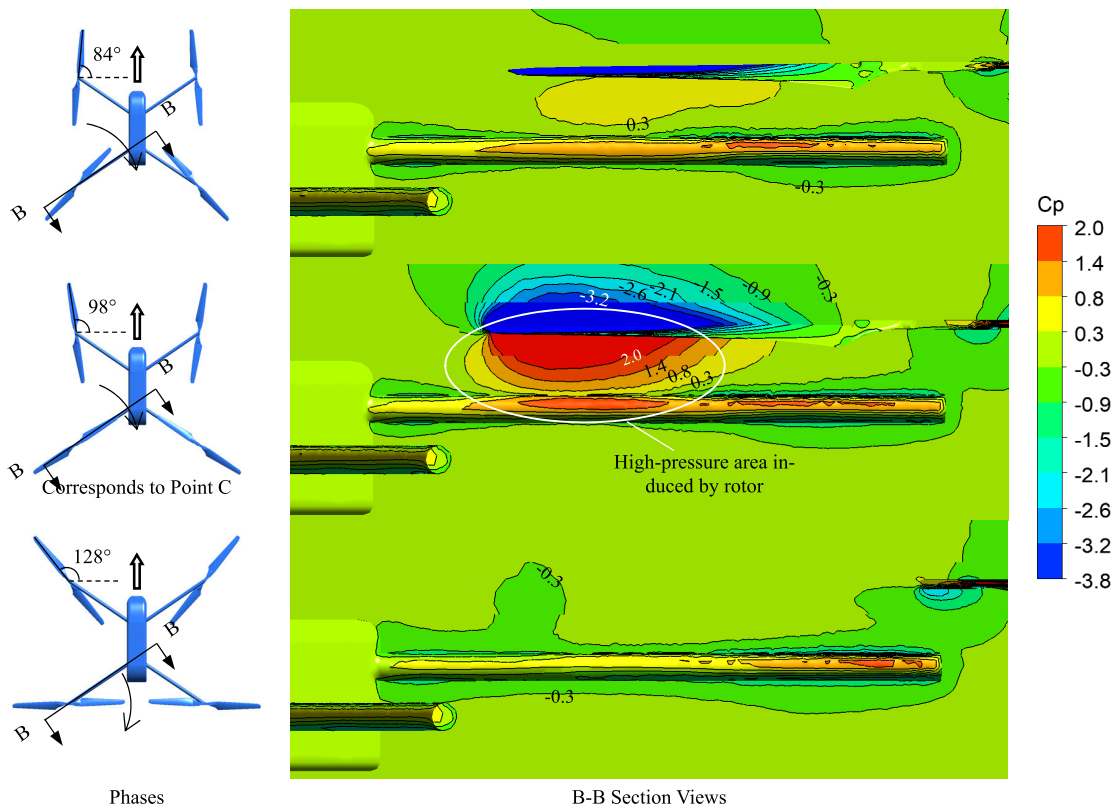 84°
B
B
0.3
-0.3
Cp
2.0
1.4
0.8
0.3
-0.3
-0.9
-1.5
-2.1
-2.6
-3.2
-3.8
98°
B
B
Corresponds to Point C
-3.2
-2.6
-2.1
-1.5
-0.9
-0.3
2.0
1.4
0.8
0.3
High-pressure area in-
duced by rotor
128°
B
B
-0.3
-0.3
Phases
B-B Section Views